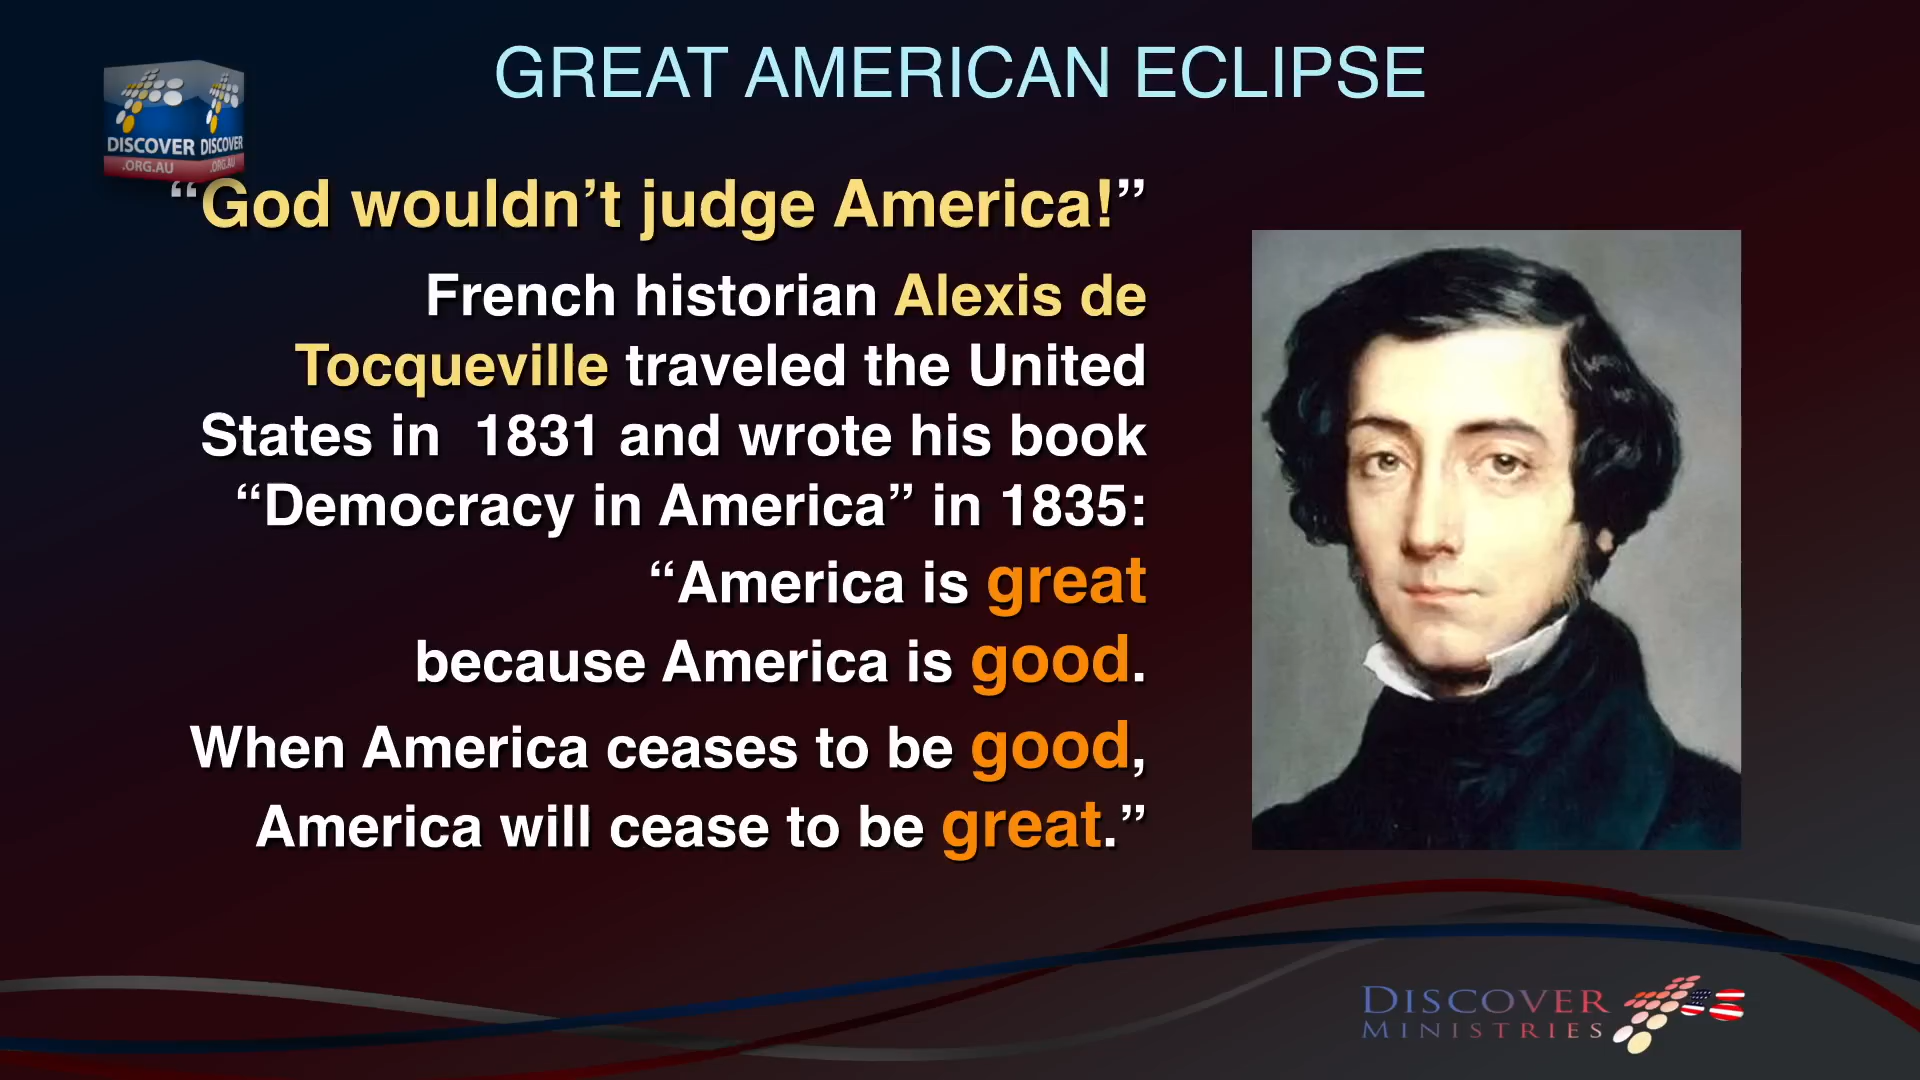 GREAT AMERICAN ECLIPSE
DISCOVER DISCOVER
.ORG.AU .ORG.AU
“God wouldn’t judge America!”
French historian Alexis de
Tocqueville traveled the United
States in 1831 and wrote his book
“Democracy in America” in 1835:
“America is great
because America is good.
When America ceases to be good,
America will cease to be great.”
DISCOVER
MINISTRIES